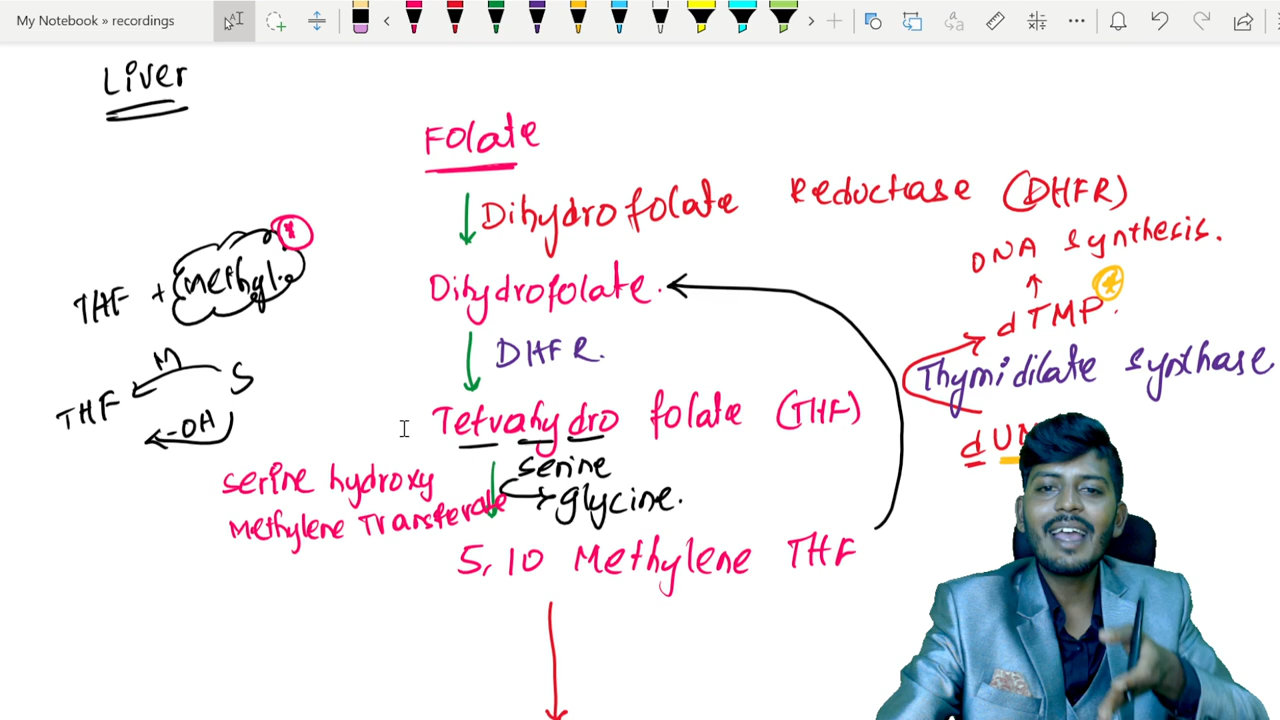 My Notebook » recordings
Liver
Folate
Dihydrofolate Reductase (DHFR)
DNA synthesis.
THF + methyl
Dihydrofolate.
dTMP.
DHFR.
Thymidilate synthase
M
THF S
-OH
Tetrahydro folate (THF)
serine
serine hydroxy
glycine.
Methylene Transferate
5, 10 Methylene THF